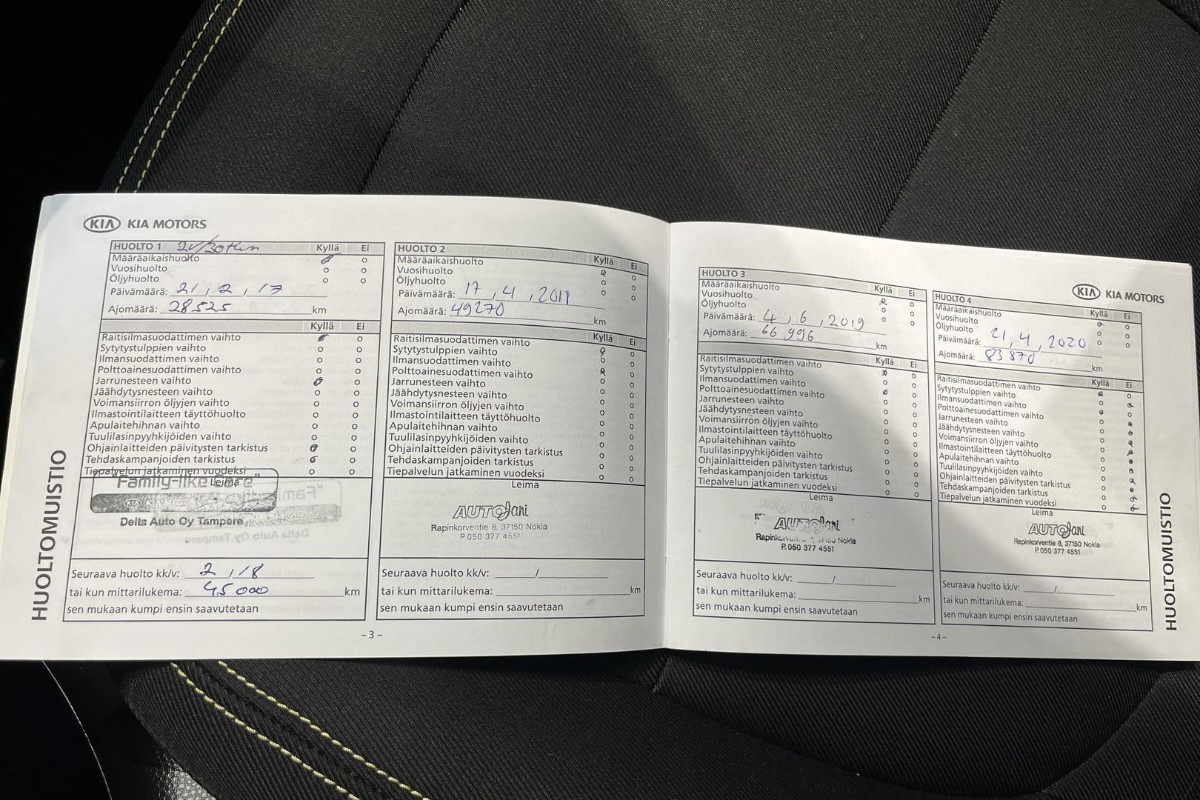 KIA KIA MOTORS
HUOLTO 1 2v/30tkm Kyllä Ei
Määräaikaishuolto
Vuosihuolto
Öljyhuolto
Päivämäärä: 21, 2, 17
Ajomäärä: 28525 km
Kyllä Ei
Raitisilmasuodattimen vaihto
Sytytystulppien vaihto
Ilmansuodattimen vaihto
Polttoainesuodattimen vaihto
Jarrunesteen vaihto
Jäähdytysnesteen vaihto
Voimansiirron öljyjen vaihto
Ilmastointilaitteen täyttöhuolto
Apulaitehihnan vaihto
Tuulilasinpyyhkijöiden vaihto
Ohjainlaitteiden päivitysten tarkistus
Tehdaskampanjoiden tarkistus
Tiepalvelun jatkaminen vuodeksi
Leima
"Family-like care"
Delta Auto Oy Tampere
Seuraava huolto kk/v: 2, 18
tai kun mittarilukema: 45000 km
sen mukaan kumpi ensin saavutetaan
HUOLTO 2 Kyllä Ei
Määräaikaishuolto
Vuosihuolto
Öljyhuolto
Päivämäärä: 17, 4,
Ajomäärä: 49270 km
Kyllä Ei
Raitisilmasuodattimen vaihto
Sytytystulppien vaihto
Ilmansuodattimen vaihto
Polttoainesuodattimen vaihto
Jarrunesteen vaihto
Jäähdytysnesteen vaihto
Voimansiirron öljyjen vaihto
Ilmastointilaitteen täyttöhuolto
Apulaitehihnan vaihto
Tuulilasinpyyhkijöiden vaihto
Ohjainlaitteiden päivitysten tarkistus
Tehdaskampanjoiden tarkistus
Tiepalvelun jatkaminen vuodeksi
Leima
AUTOJani
Rapinkorventie 8, 37150 Nokia
P. 050 377 4551
Seuraava huolto kk/v: /
tai kun mittarilukema: km
sen mukaan kumpi ensin saavutetaan
HUOLTOMUISTIO
- 3 -
HUOLTO 3 Kyllä Ei
Määräaikaishuolto
Vuosihuolto
Öljyhuolto
Päivämäärä: 4, 6, 2019
Ajomäärä: 66996 km
Kyllä Ei
Raitisilmasuodattimen vaihto
Sytytystulppien vaihto
Ilmansuodattimen vaihto
Polttoainesuodattimen vaihto
Jarrunesteen vaihto
Jäähdytysnesteen vaihto
Voimansiirron öljyjen vaihto
Ilmastointilaitteen täyttöhuolto
Apulaitehihnan vaihto
Tuulilasinpyyhkijöiden vaihto
Ohjainlaitteiden päivitysten tarkistus
Tehdaskampanjoiden tarkistus
Tiepalvelun jatkaminen vuodeksi
Leima
AUTOJani
Rapinkorventie 8, 37150 Nokia
P. 050 377 4551
Seuraava huolto kk/v: /
tai kun mittarilukema: km
sen mukaan kumpi ensin saavutetaan
KIA KIA MOTORS
HUOLTO 4 Kyllä Ei
Määräaikaishuolto
Vuosihuolto
Öljyhuolto
Päivämäärä: 21, 4, 2020
Ajomäärä: 83870 km
Kyllä Ei
Raitisilmasuodattimen vaihto
Sytytystulppien vaihto
Ilmansuodattimen vaihto
Polttoainesuodattimen vaihto
Jarrunesteen vaihto
Jäähdytysnesteen vaihto
Voimansiirron öljyjen vaihto
Ilmastointilaitteen täyttöhuolto
Apulaitehihnan vaihto
Tuulilasinpyyhkijöiden vaihto
Ohjainlaitteiden päivitysten tarkistus
Tehdaskampanjoiden tarkistus
Tiepalvelun jatkaminen vuodeksi
Leima
AUTOJani
Rapinkorventie 8, 37150 Nokia
P. 050 377 4551
Seuraava huolto kk/v: /
tai kun mittarilukema: km
sen mukaan kumpi ensin saavutetaan
HUOLTOMUISTIO
- 4 -